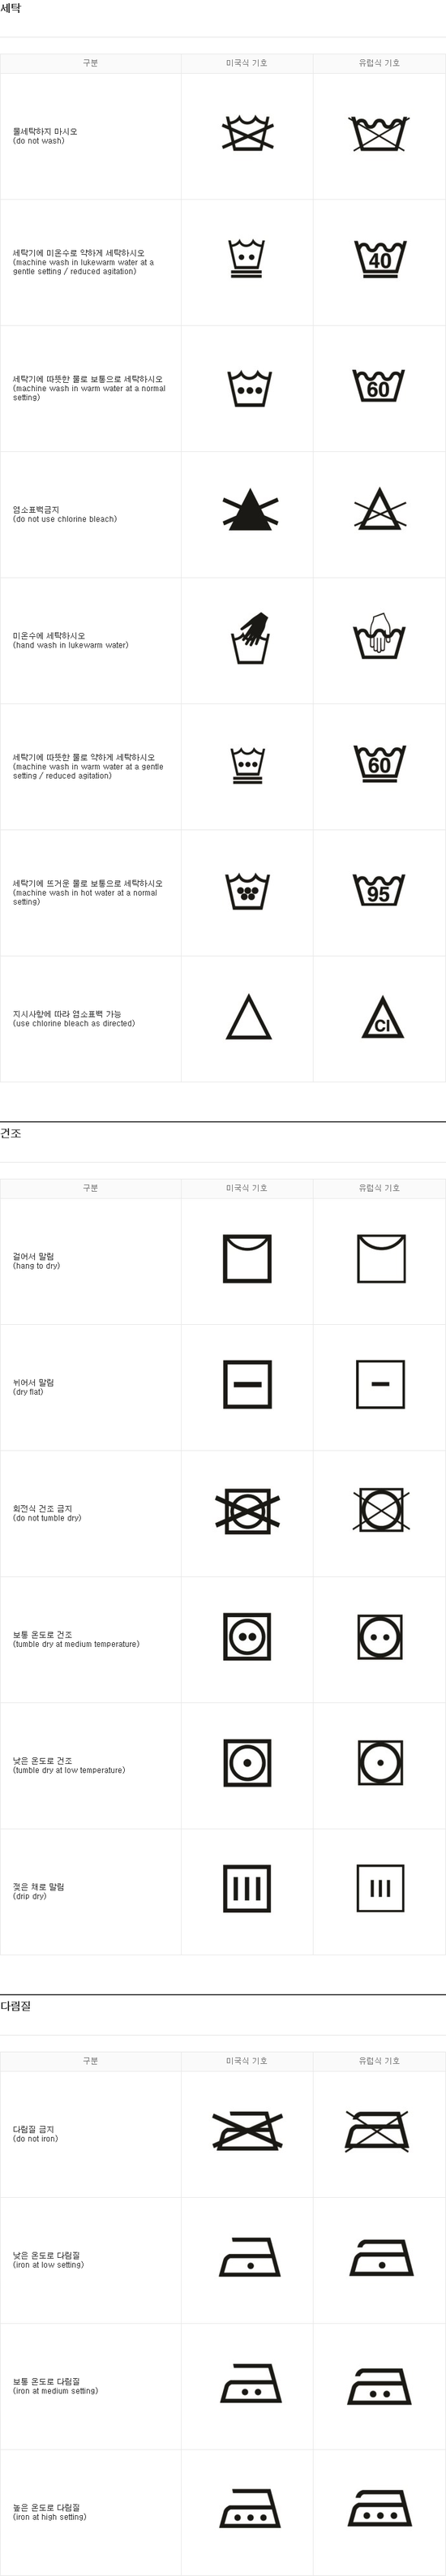 세탁
구분 미국식 기호 유럽식 기호
물세탁하지 마시오
(do not wash)
세탁기에 미온수로 약하게 세탁하시오
(machine wash in lukewarm water at a
gentle setting / reduced agitation)
40
세탁기에 따뜻한 물로 보통으로 세탁하시오
(machine wash in warm water at a normal
setting)
60
염소표백금지
(do not use chlorine bleach)
미온수에 세탁하시오
(hand wash in lukewarm water)
세탁기에 따뜻한 물로 약하게 세탁하시오
(machine wash in warm water at a gentle
setting / reduced agitation)
60
세탁기에 뜨거운 물로 보통으로 세탁하시오
(machine wash in hot water at a normal
setting)
95
지시사항에 따라 염소표백 가능
(use chlorine bleach as directed)
Cl
건조
구분 미국식 기호 유럽식 기호
걸어서 말림
(hang to dry)
뉘어서 말림
(dry flat)
회전식 건조 금지
(do not tumble dry)
보통 온도로 건조
(tumble dry at medium temperature)
낮은 온도로 건조
(tumble dry at low temperature)
젖은 채로 말림
(drip dry)
다림질
구분 미국식 기호 유럽식 기호
다림질 금지
(do not iron)
낮은 온도로 다림질
(iron at low setting)
보통 온도로 다림질
(iron at medium setting)
높은 온도로 다림질
(iron at high setting)